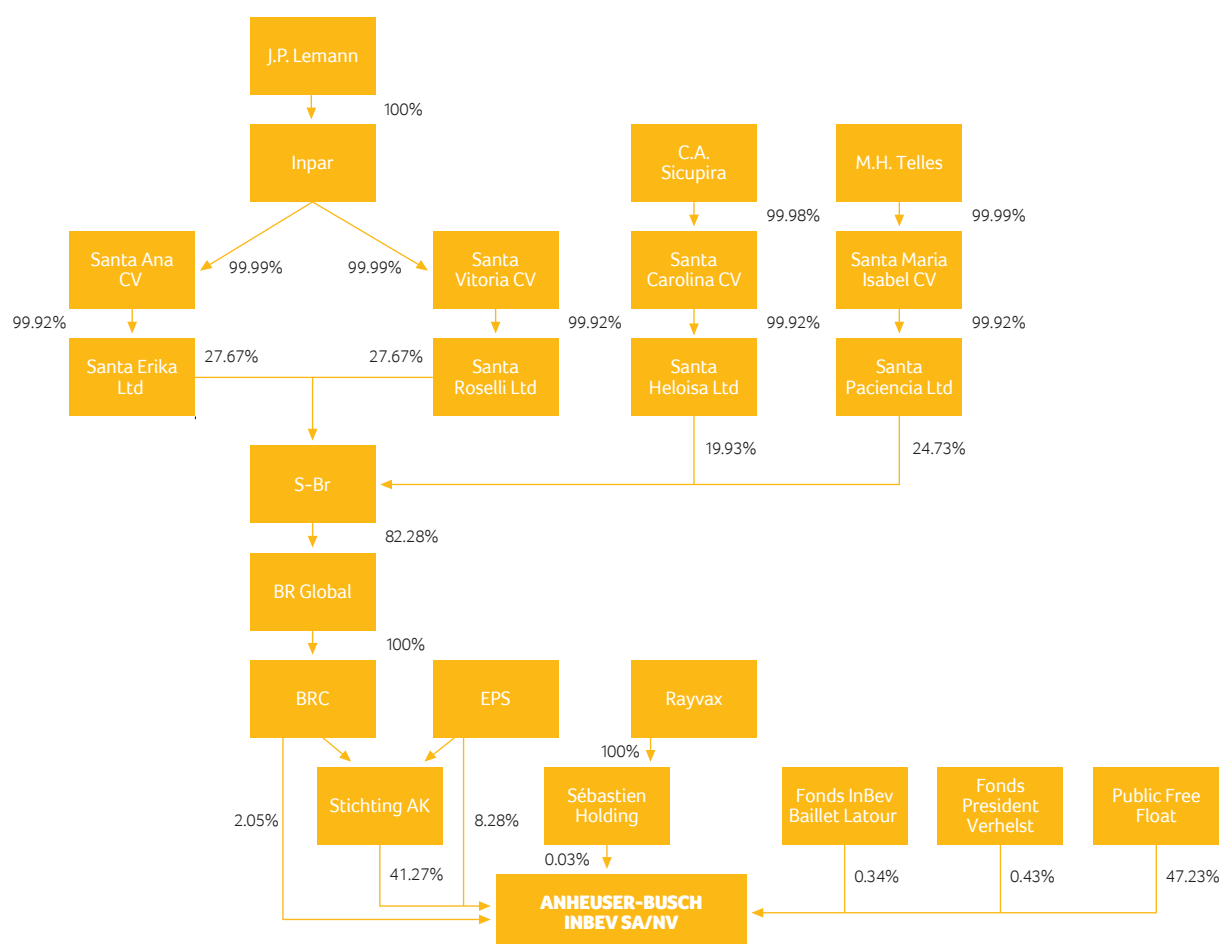 J.P. Lemann
100%
Inpar
C.A.
Sicupira
M.H. Telles
99.98%
99.99%
Santa Ana
CV
99.99%
99.99%
Santa
Vitoria CV
Santa
Carolina CV
Santa Maria
Isabel CV
99.92%
99.92%
99.92%
99.92%
Santa Erika
Ltd
27.67%
27.67%
Santa
Roselli Ltd
Santa
Heloisa Ltd
Santa
Paciencia Ltd
19.93%
24.73%
S-Br
82.28%
BR Global
100%
BRC
EPS
Rayvax
100%
Stichting AK
Sébastien
Holding
Fonds InBev
Baillet Latour
Fonds
President
Verhelst
Public Free
Float
2.05%
8.28%
0.03%
41.27%
0.34%
0.43%
47.23%
ANHEUSER-BUSCH
INBEV SA/NV